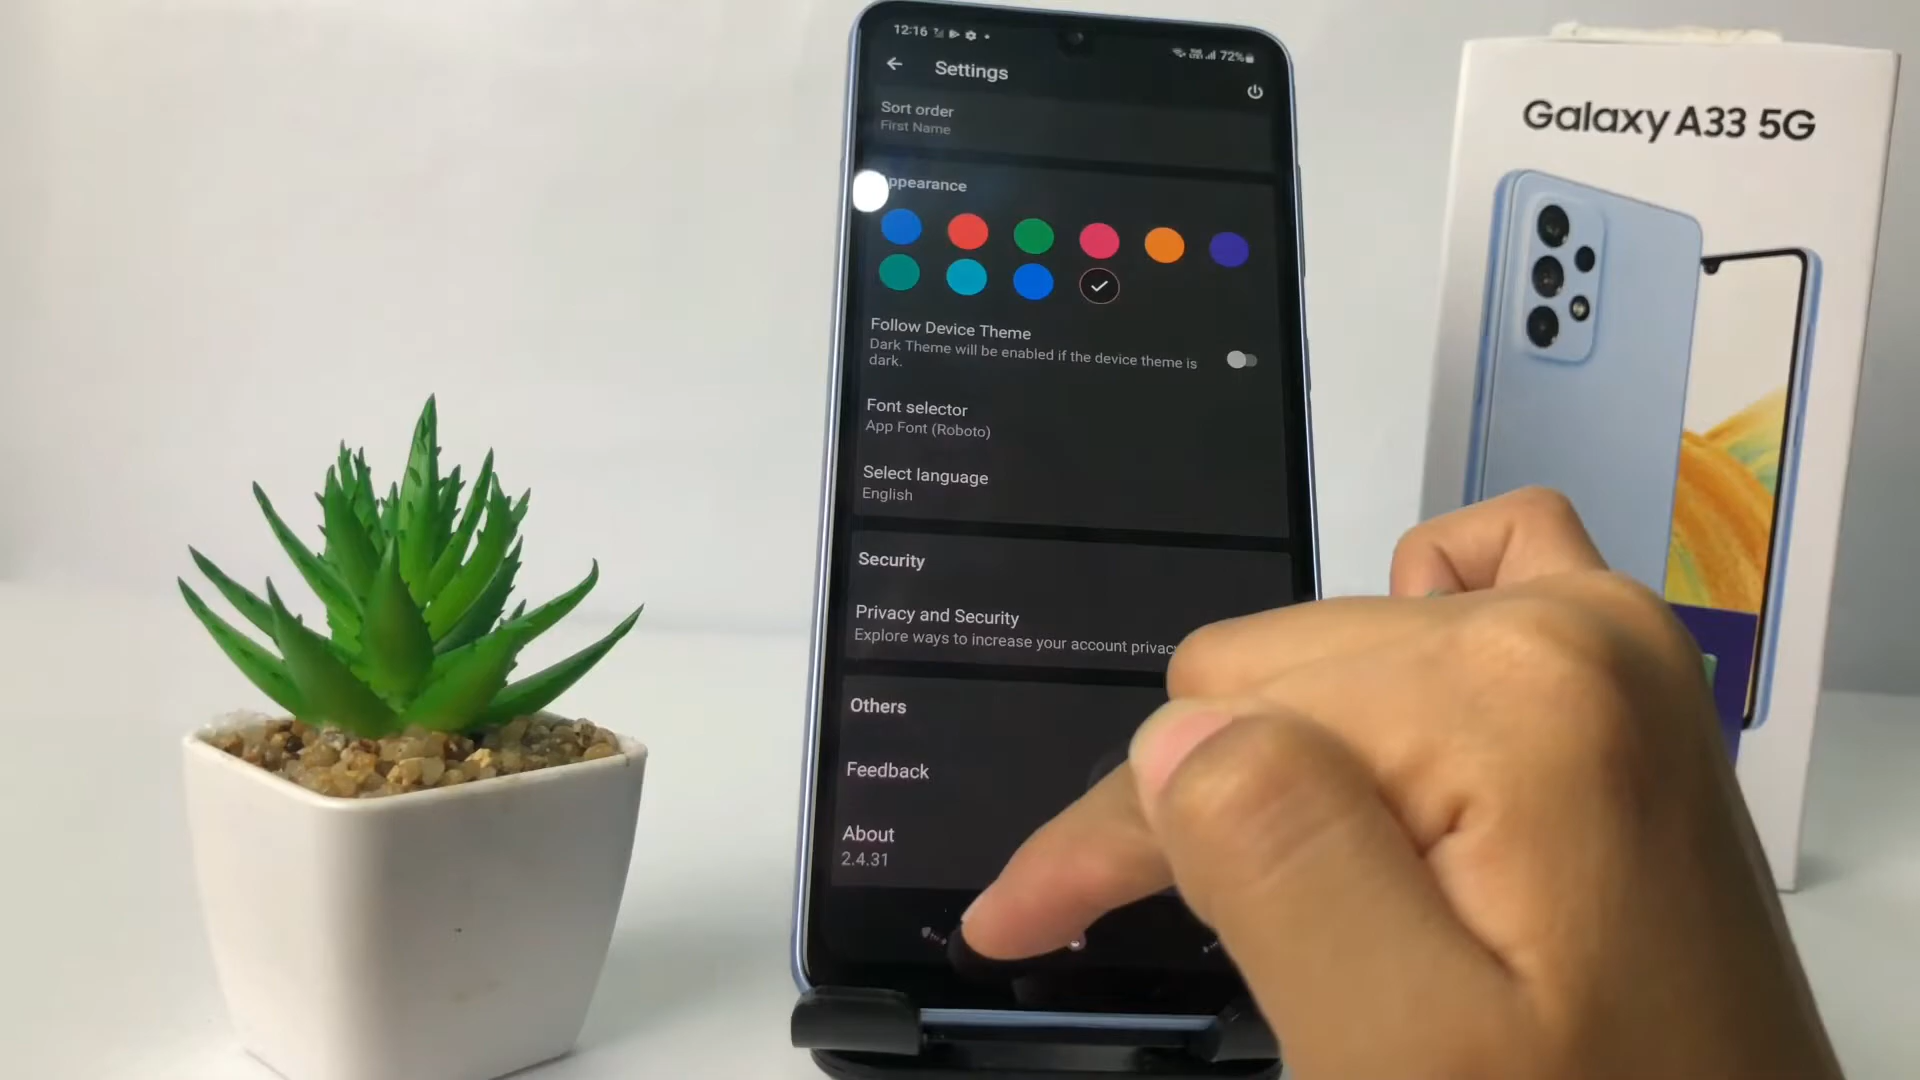 12:16
72%
Settings
Sort order
First Name
ppearance
Follow Device Theme
Dark Theme will be enabled if the device theme is
dark.
Font selector
App Font (Roboto)
Select language
English
Security
Privacy and Security
Explore ways to increase your account privac
Others
Feedback
About
2.4.31
Galaxy A33 5G